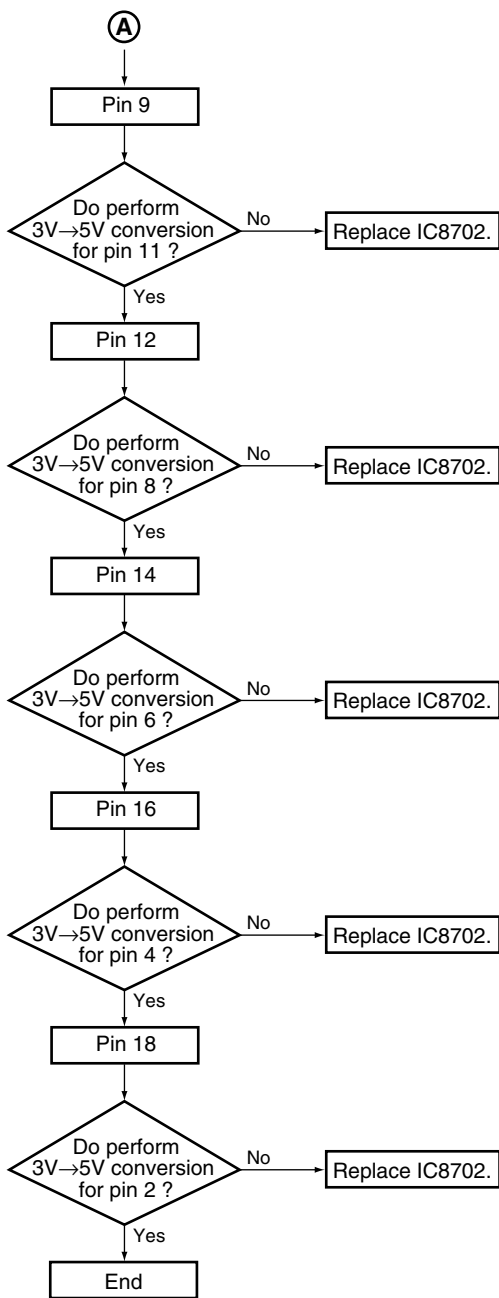 A
Pin 9
Do perform
3V→5V conversion
for pin 11 ?
No
Replace IC8702.
Yes
Pin 12
Do perform
3V→5V conversion
for pin 8 ?
No
Replace IC8702.
Yes
Pin 14
Do perform
3V→5V conversion
for pin 6 ?
No
Replace IC8702.
Yes
Pin 16
Do perform
3V→5V conversion
for pin 4 ?
No
Replace IC8702.
Yes
Pin 18
Do perform
3V→5V conversion
for pin 2 ?
No
Replace IC8702.
Yes
End